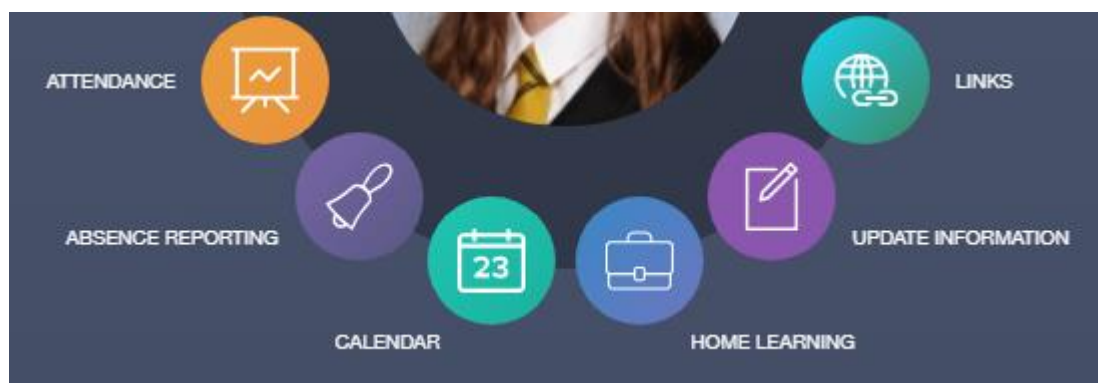 ATTENDANCE
LINKS
ABSENCE REPORTING
UPDATE INFORMATION
23
CALENDAR
HOME LEARNING